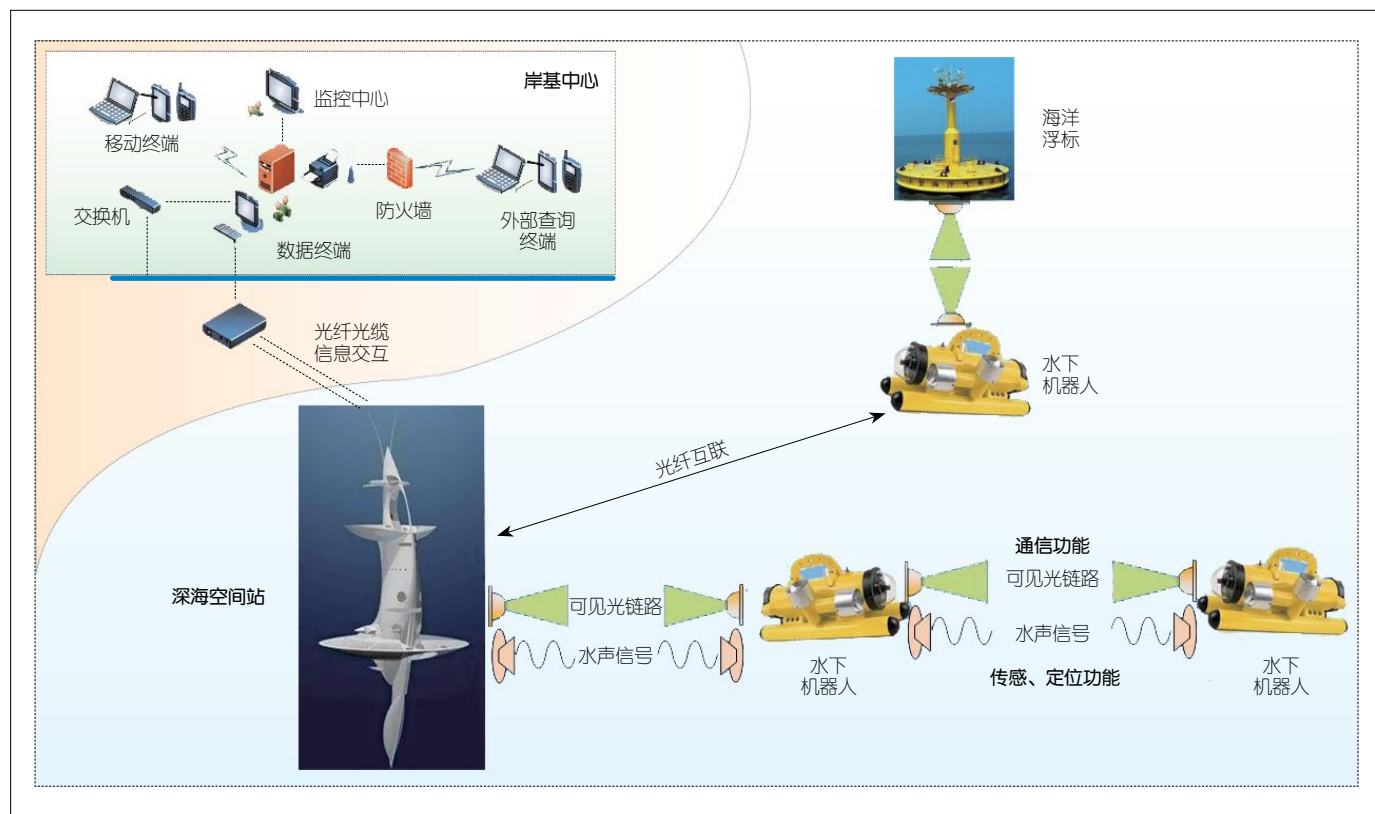 岸基中心
监控中心
移动终端
交换机
防火墙
外部查询
终端
数据终端
光纤光缆
信息交互
海洋
浮标
水下
机器人
光纤互联
深海空间站
可见光链路
水声信号
水下
机器人
通信功能
可见光链路
水声信号
传感、定位功能
水下
机器人